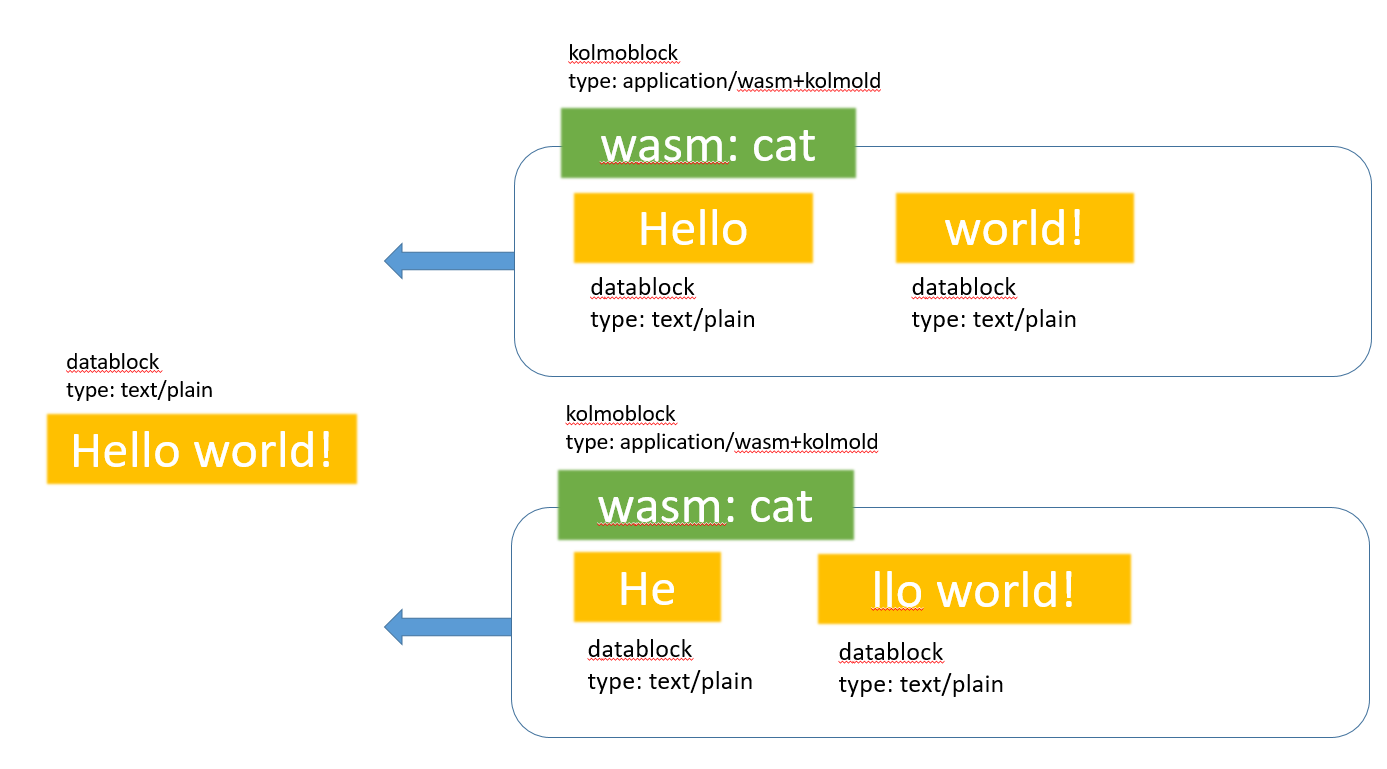 kolmoblock
type: application/wasm+kolmold
wasm: cat
Hello
world!
datablock
type: text/plain
datablock
type: text/plain
datablock
type: text/plain
Hello world!
kolmoblock
type: application/wasm+kolmold
wasm: cat
He
llo world!
datablock
type: text/plain
datablock
type: text/plain